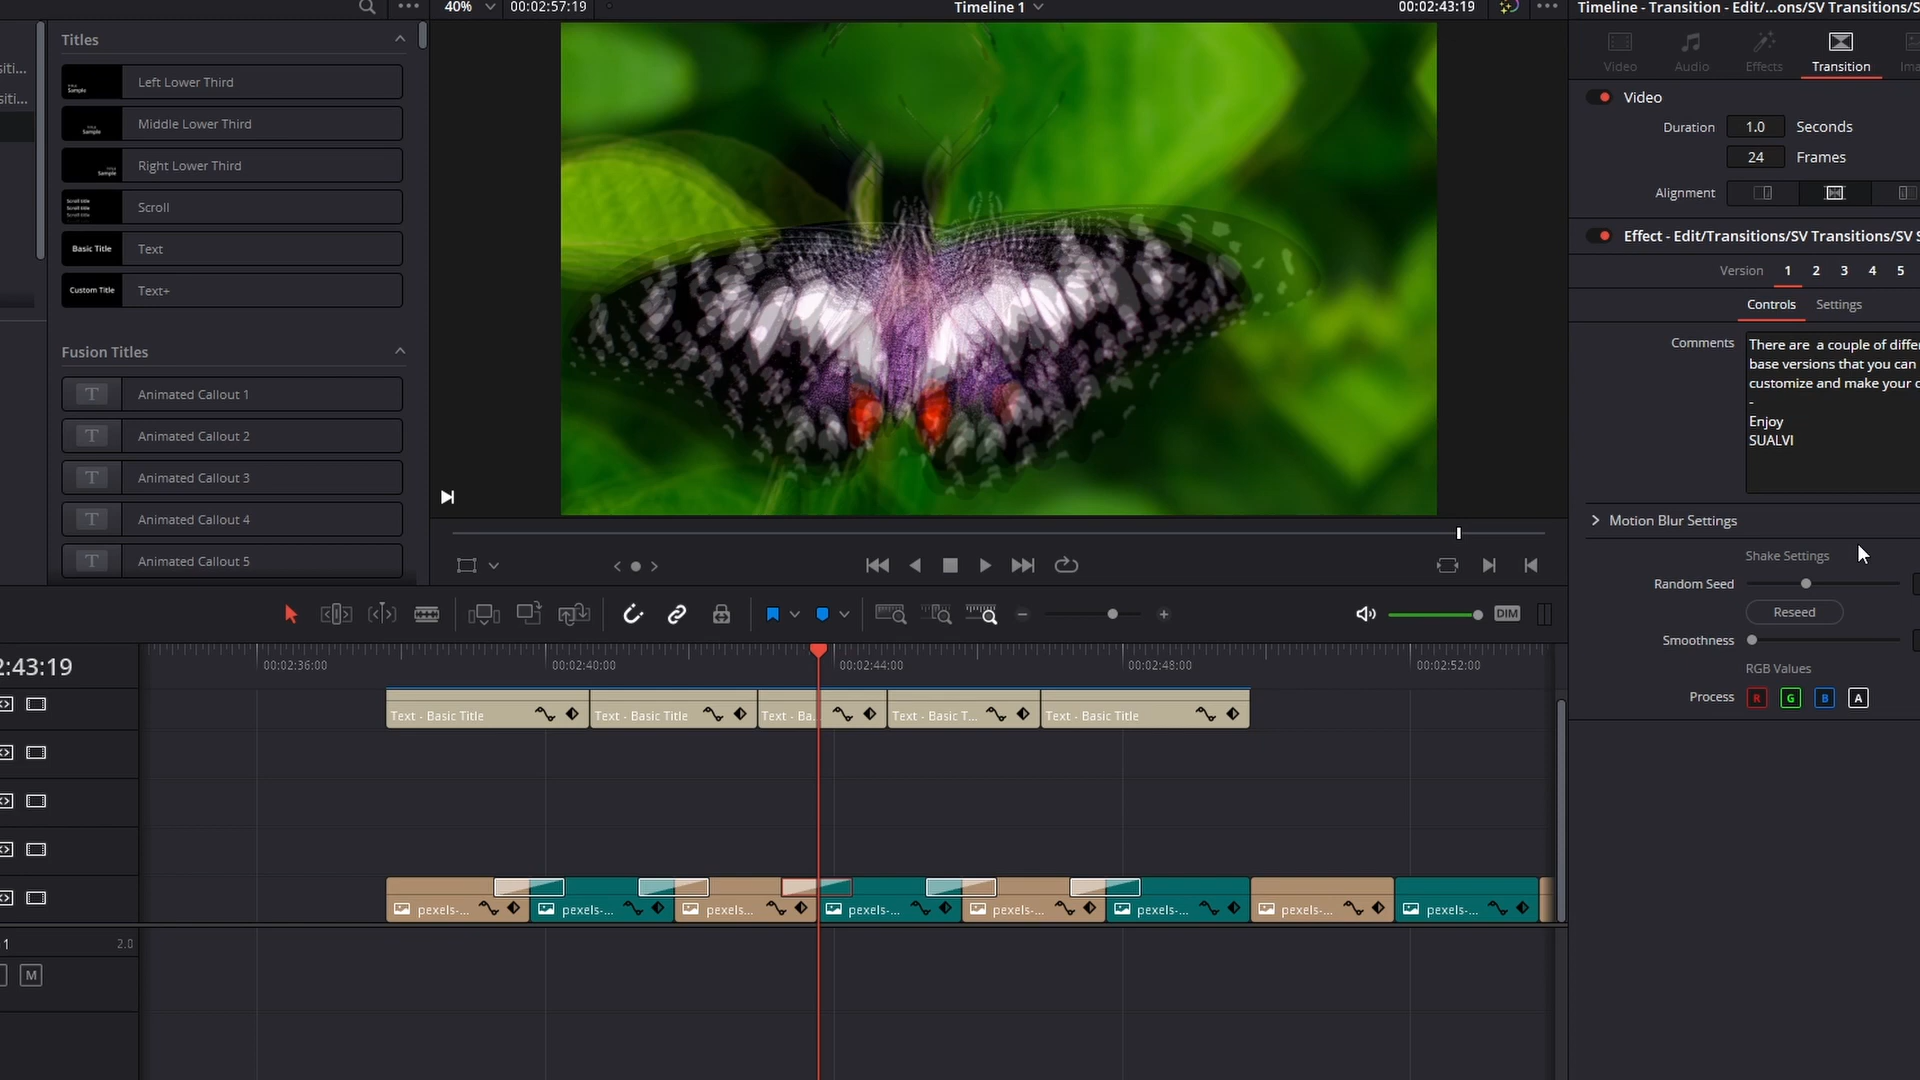 40%
00:02:57:19
Timeline 1
00:02:43:19
Timeline - Transition - Edit/...ons/SV Transitions/S
Titles
siti...
siti...
Left Lower Third
Middle Lower Third
Right Lower Third
Scroll
Basic Title
Text
Custom Title
Text+
Fusion Titles
T
Animated Callout 1
T
Animated Callout 2
T
Animated Callout 3
T
Animated Callout 4
T
Animated Callout 5
Video
Audio
Effects
Transition
Ima
Video
Duration
1.0
Seconds
24
Frames
Alignment
Effect - Edit/Transitions/SV Transitions/SV S
Version
1
2
3
4
5
Controls
Settings
Comments
There are a couple of differ
base versions that you can
customize and make your o
-
Enjoy
SUALVI
Motion Blur Settings
Shake Settings
Random Seed
Reseed
Smoothness
RGB Values
Process
R
G
B
A
DIM
2:43:19
00:02:36:00
00:02:40:00
00:02:44:00
00:02:48:00
00:02:52:00
Text - Basic Title
Text - Basic Title
Text - Ba...
Text - Basic T...
Text - Basic Title
pexels-...
pexels-...
pexels...
pexels-...
pexels-...
pexels-...
pexels-...
pexels-...
1
2.0
M